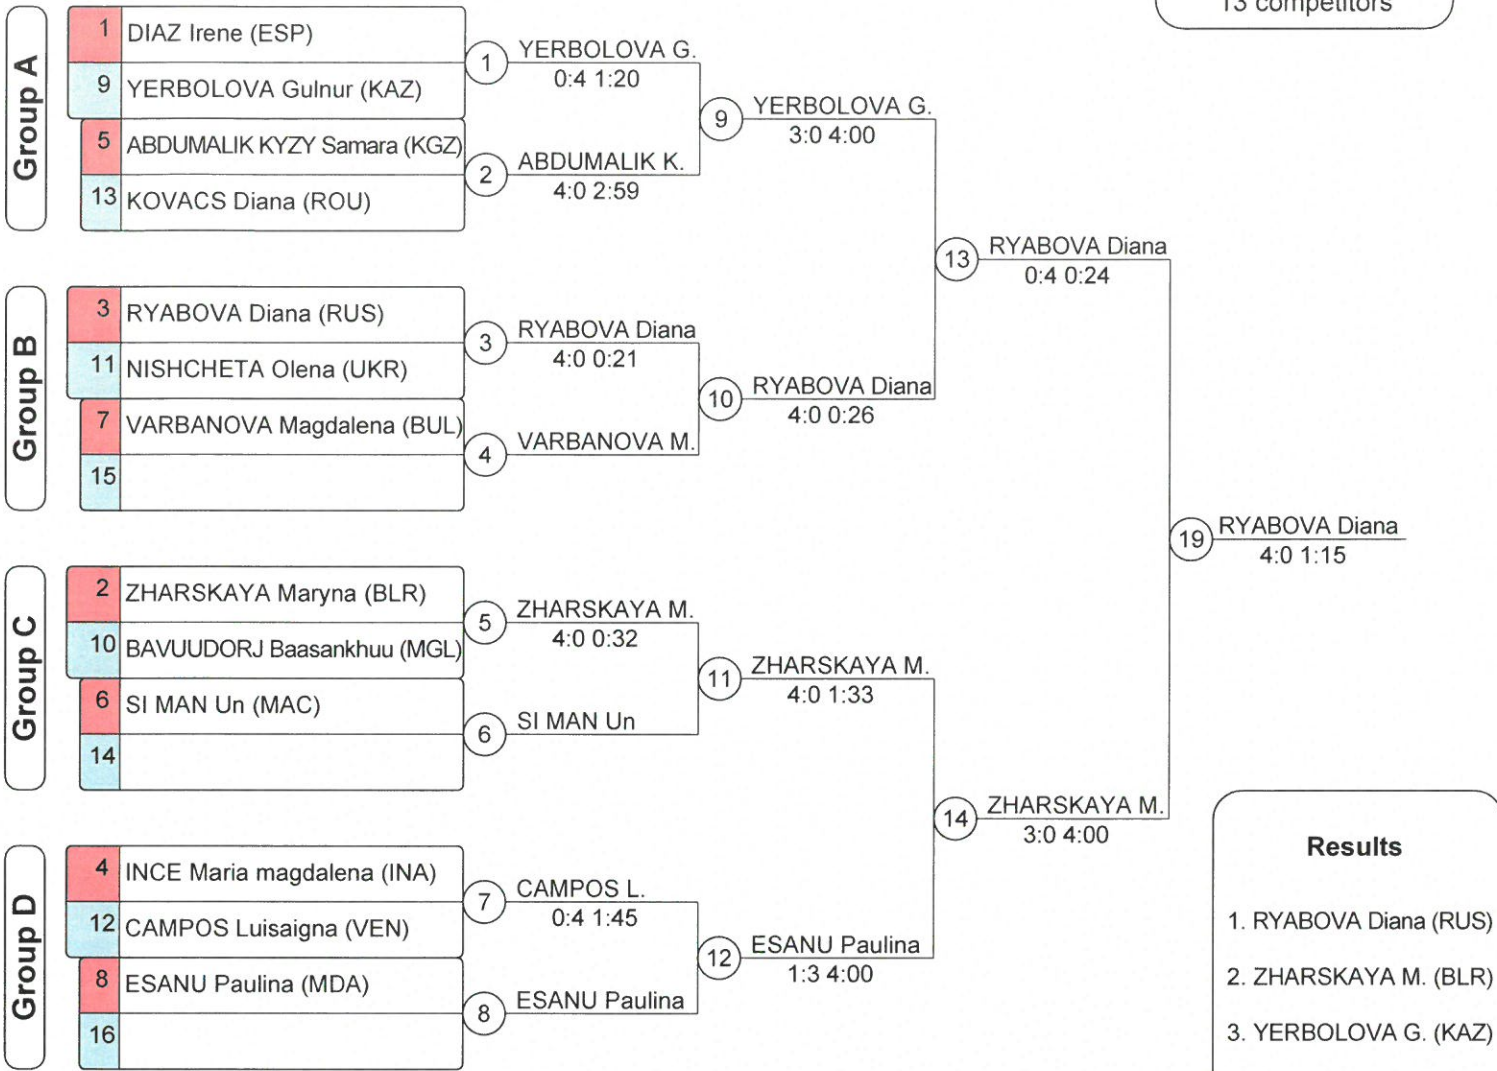 13 competitors
Group A
1 DIAZ Irene (ESP)
9 YERBOLOVA Gulnur (KAZ)
5 ABDUMALIK KYZY Samara (KGZ)
13 KOVACS Diana (ROU)
1 YERBOLOVA G.
0:4 1:20
2 ABDUMALIK K.
4:0 2:59
9 YERBOLOVA G.
3:0 4:00
Group B
3 RYABOVA Diana (RUS)
11 NISHCHETA Olena (UKR)
7 VARBANOVA Magdalena (BUL)
15
3 RYABOVA Diana
4:0 0:21
4 VARBANOVA M.
10 RYABOVA Diana
4:0 0:26
13 RYABOVA Diana
0:4 0:24
Group C
2 ZHARSKAYA Maryna (BLR)
10 BAVUUDORJ Baasankhuu (MGL)
6 SI MAN Un (MAC)
14
5 ZHARSKAYA M.
4:0 0:32
6 SI MAN Un
11 ZHARSKAYA M.
4:0 1:33
Group D
4 INCE Maria magdalena (INA)
12 CAMPOS Luisaigna (VEN)
8 ESANU Paulina (MDA)
16
7 CAMPOS L.
0:4 1:45
8 ESANU Paulina
12 ESANU Paulina
1:3 4:00
14 ZHARSKAYA M.
3:0 4:00
19 RYABOVA Diana
4:0 1:15
Results
1. RYABOVA Diana (RUS)
2. ZHARSKAYA M. (BLR)
3. YERBOLOVA G. (KAZ)